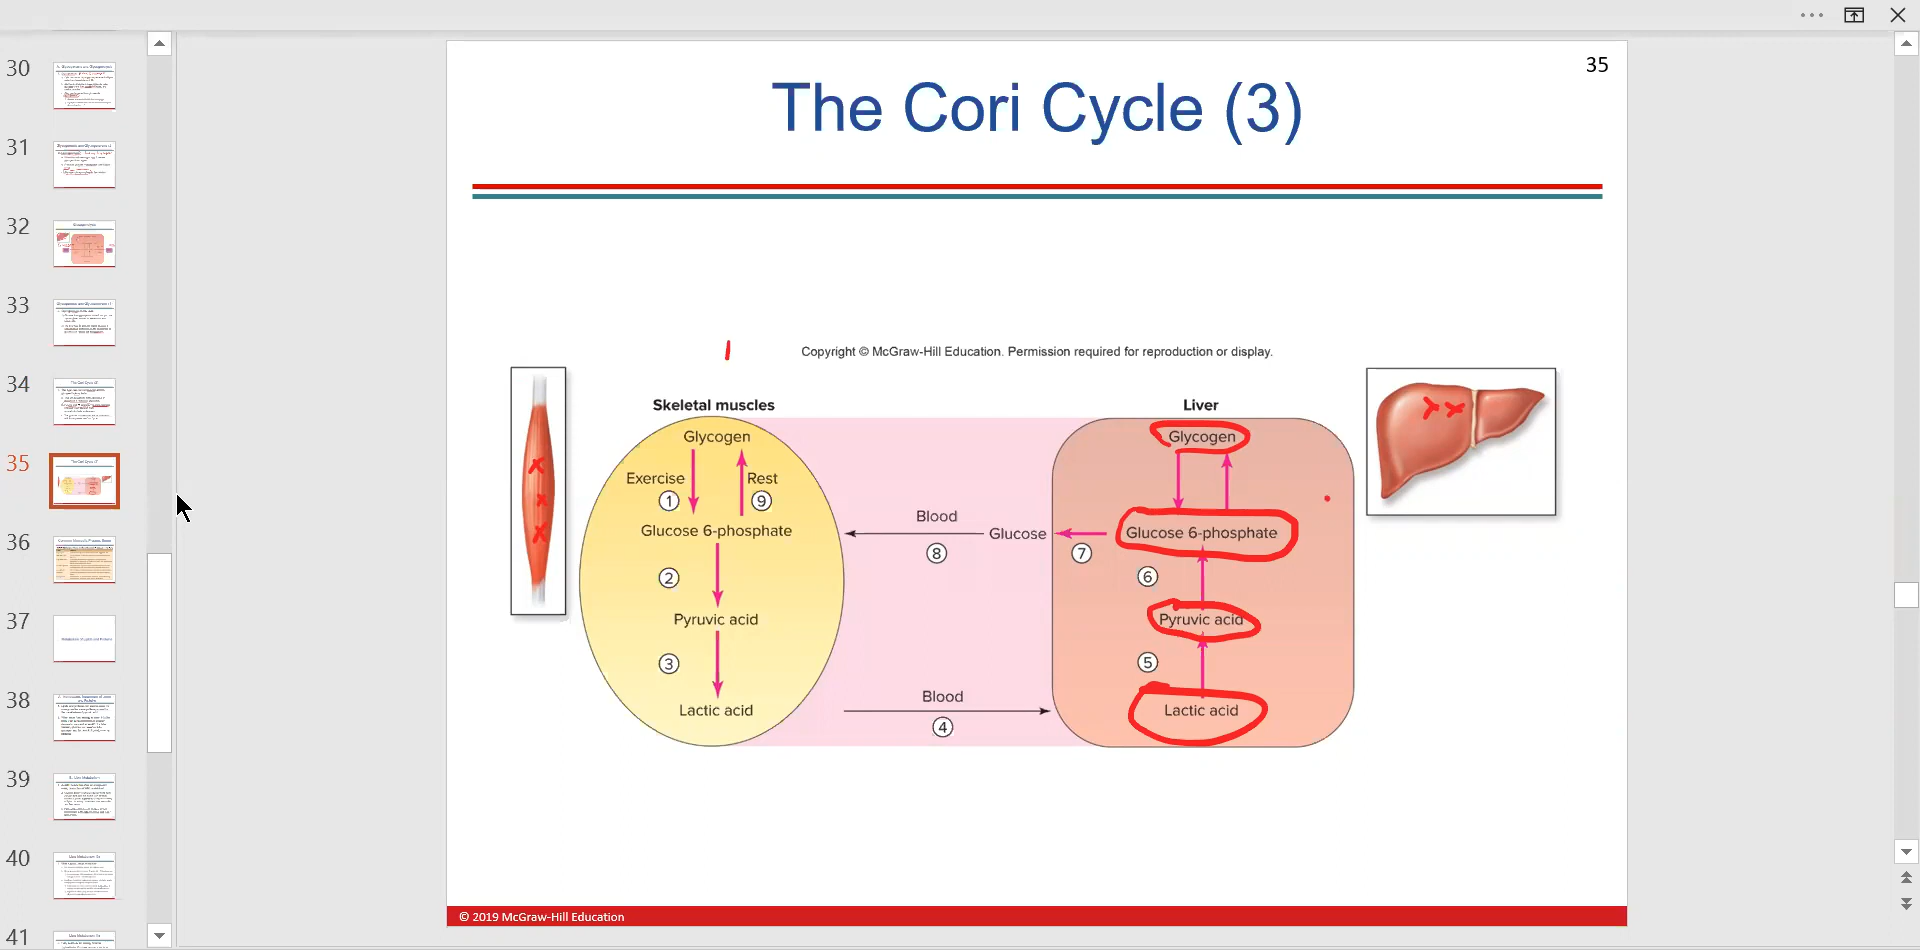 35
The Cori Cycle (3)
Copyright © McGraw-Hill Education. Permission required for reproduction or display.
Skeletal muscles
Liver
Glycogen
Glycogen
Exercise
Rest
1
9
Glucose 6-phosphate
Blood
8
Glucose
7
Glucose 6-phosphate
2
6
Pyruvic acid
Pyruvic acid
3
5
Lactic acid
Blood
4
Lactic acid
© 2019 McGraw-Hill Education
30
31
32
33
34
35
36
37
38
39
40
41